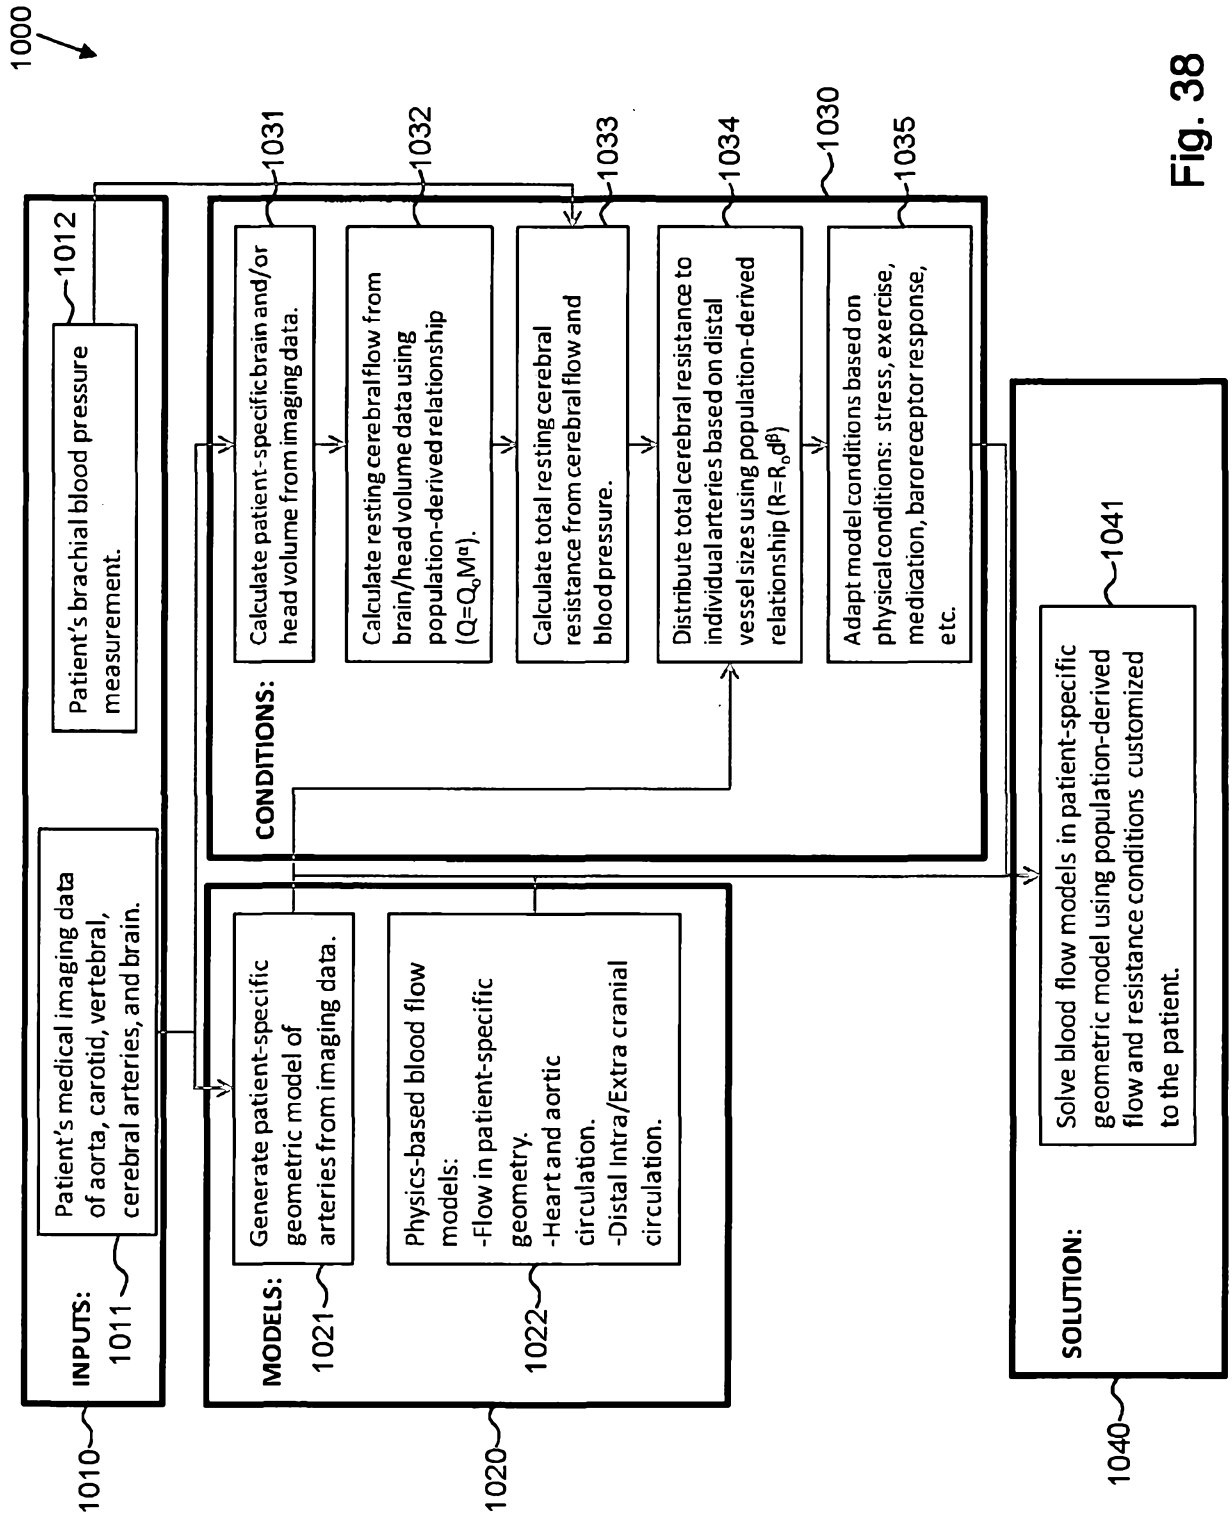 1000
1010
INPUTS:
1011
Patient's medical imaging data
of aorta, carotid, vertebral,
cerebral arteries, and brain.
1012
Patient's brachial blood pressure
measurement.
1020
MODELS:
1021
Generate patient-specific
geometric model of
arteries from imaging data.
1022
Physics-based blood flow
models:
-Flow in patient-specific
geometry.
-Heart and aortic
circulation.
-Distal Intra/Extra cranial
circulation.
CONDITIONS:
1031
Calculate patient-specific brain and/or
head volume from imaging data.
1032
Calculate resting cerebral flow from
brain/head volume data using
population-derived relationship
(Q=QₒMᵅ).
1033
Calculate total resting cerebral
resistance from cerebral flow and
blood pressure.
1034
Distribute total cerebral resistance to
individual arteries based on distal
vessel sizes using population-derived
relationship (R=Rₒdᵝ)
1030
1035
Adapt model conditions based on
physical conditions: stress, exercise,
medication, baroreceptor response,
etc.
1040
SOLUTION:
1041
Solve blood flow models in patient-specific
geometric model using population-derived
flow and resistance conditions customized
to the patient.
Fig. 38